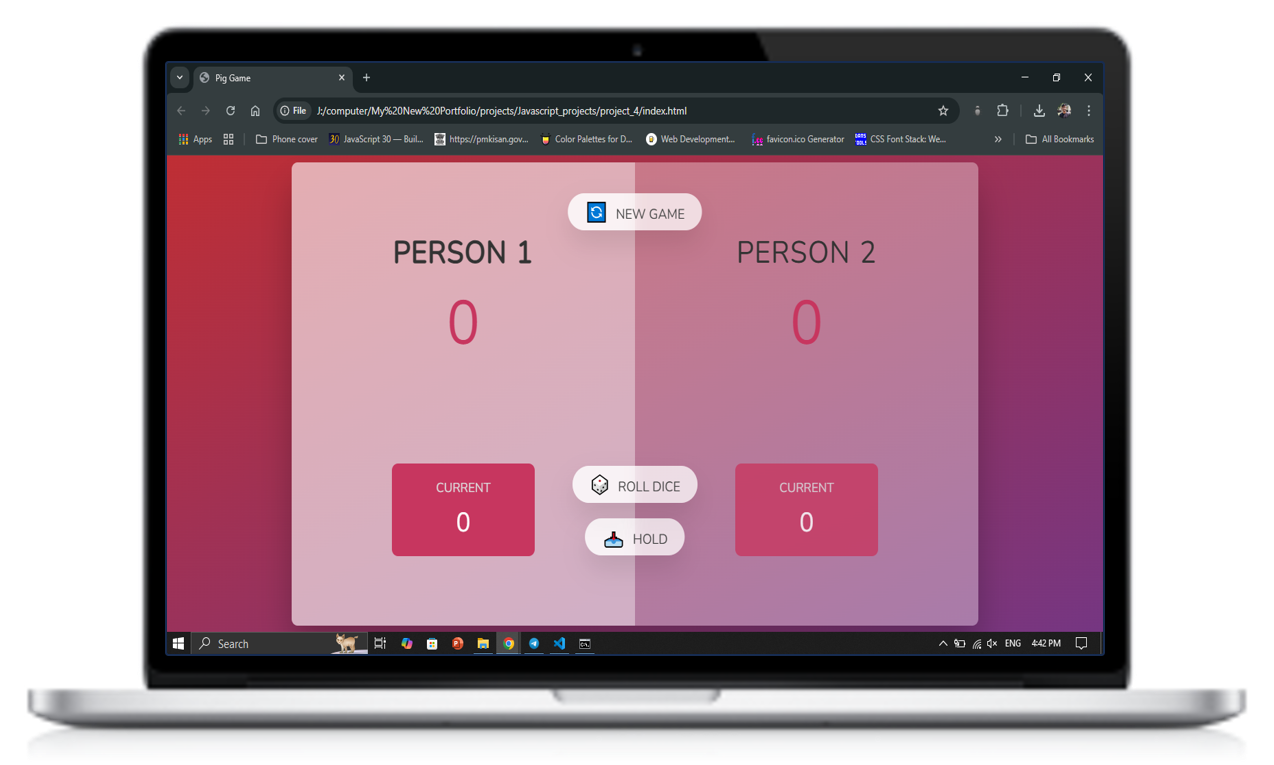 Pig Game
File J:/computer/My%20New%20Portfolio/projects/Javascript_projects/project_4/index.html
Apps Phone cover 30 JavaScript 30 — Buil... https://pmkisan.gov... Color Palettes for D... Web Development... favicon.ico Generator CSS Font Stack: We... All Bookmarks
NEW GAME
PERSON 1 PERSON 2
0 0
CURRENT CURRENT
0 0
ROLL DICE
HOLD
Search ENG 4:42 PM